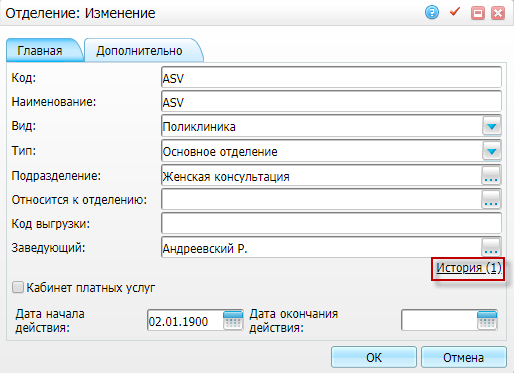 Отделение: Изменение
Главная
Дополнительно
Код: ASV
Наименование: ASV
Вид: Поликлиника
Тип: Основное отделение
Подразделение: Женская консультация ...
Относится к отделению: ...
Код выгрузки:
Заведующий: Андреевский Р. ...
История (1)
Кабинет платных услуг
Дата начала действия: 02.01.1900
Дата окончания действия:
OK
Отмена